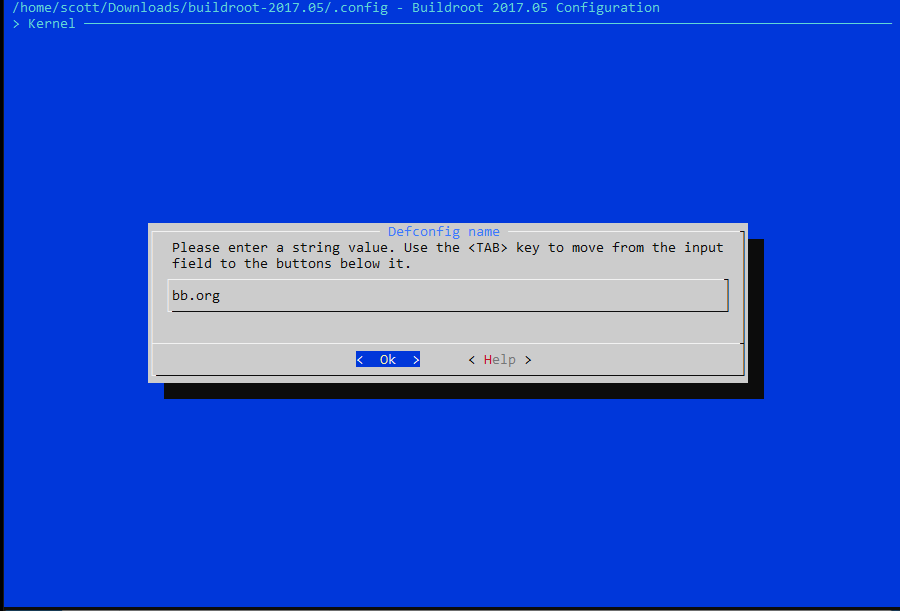 /home/scott/Downloads/buildroot-2017.05/.config - Buildroot 2017.05 Configuration
> Kernel
Defconfig name
Please enter a string value. Use the <TAB> key to move from the input
field to the buttons below it.
bb.org
< Ok > < Help >